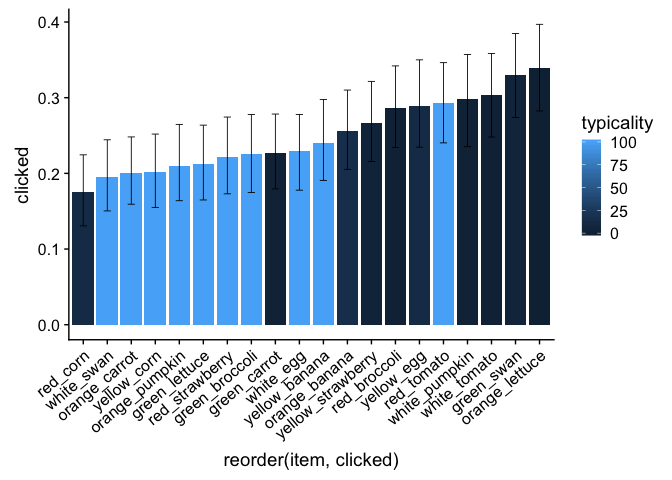 0.4
0.3
0.2
0.1
0.0
clicked
red_corn
white_swan
orange_carrot
yellow_corn
orange_pumpkin
green_lettuce
red_strawberry
green_broccoli
green_carrot
white_egg
yellow_banana
orange_banana
yellow_strawberry
red_broccoli
yellow_egg
red_tomato
white_pumpkin
white_tomato
green_swan
orange_lettuce
reorder(item, clicked)
typicality
100
75
50
25
0